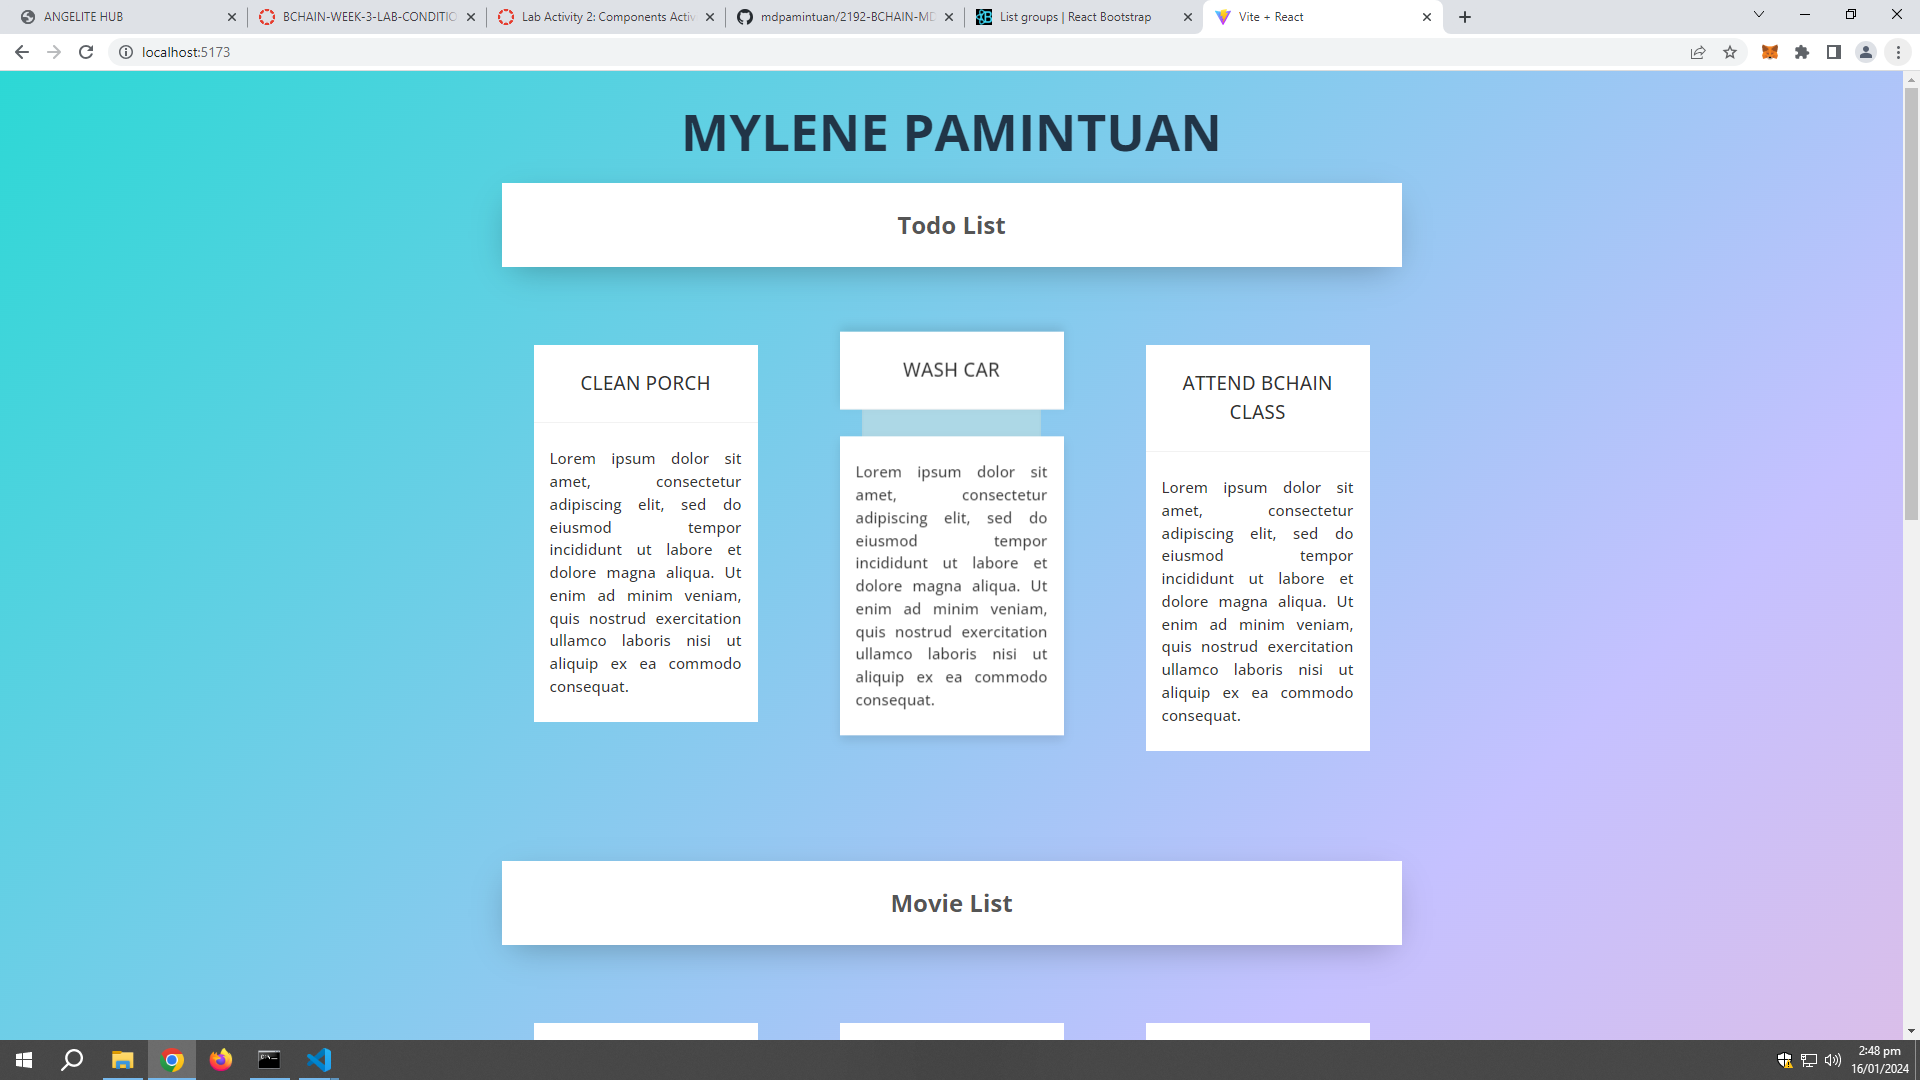 ANGELITE HUB
BCHAIN-WEEK-3-LAB-CONDITIO
Lab Activity 2: Components Activ
mdpamintuan/2192-BCHAIN-MD
List groups | React Bootstrap
Vite + React
localhost:5173
MYLENE PAMINTUAN
Todo List
CLEAN PORCH
Lorem ipsum dolor sit
amet, consectetur
adipiscing elit, sed do
eiusmod tempor
incididunt ut labore et
dolore magna aliqua. Ut
enim ad minim veniam,
quis nostrud exercitation
ullamco laboris nisi ut
aliquip ex ea commodo
consequat.
WASH CAR
Lorem ipsum dolor sit
amet, consectetur
adipiscing elit, sed do
eiusmod tempor
incididunt ut labore et
dolore magna aliqua. Ut
enim ad minim veniam,
quis nostrud exercitation
ullamco laboris nisi ut
aliquip ex ea commodo
consequat.
ATTEND BCHAIN
CLASS
Lorem ipsum dolor sit
amet, consectetur
adipiscing elit, sed do
eiusmod tempor
incididunt ut labore et
dolore magna aliqua. Ut
enim ad minim veniam,
quis nostrud exercitation
ullamco laboris nisi ut
aliquip ex ea commodo
consequat.
Movie List
2:48 pm
16/01/2024